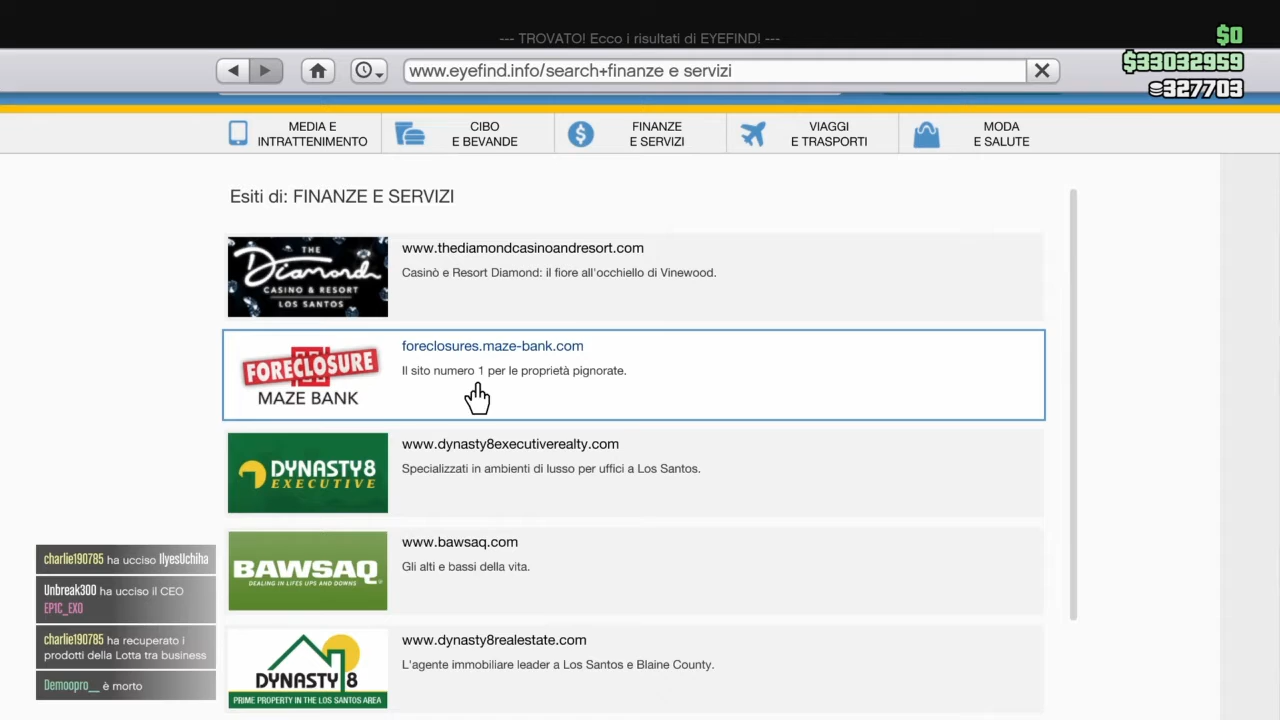 --- TROVATO! Ecco i risultati di EYEFIND! ---
$0
$33032959
327703
www.eyefind.info/search+finanze e servizi
MEDIA E
INTRATTENIMENTO
CIBO
E BEVANDE
FINANZE
E SERVIZI
VIAGGI
E TRASPORTI
MODA
E SALUTE
Esiti di: FINANZE E SERVIZI
THE
Diamond
CASINO & RESORT
LOS SANTOS
www.thediamondcasinoandresort.com
Casinò e Resort Diamond: il fiore all'occhiello di Vinewood.
FORECLOSURE
MAZE BANK
foreclosures.maze-bank.com
Il sito numero 1 per le proprietà pignorate.
DYNASTY8
EXECUTIVE
www.dynasty8executiverealty.com
Specializzati in ambienti di lusso per uffici a Los Santos.
BAWSAQ
DEALING IN LIFES UPS AND DOWNS
www.bawsaq.com
Gli alti e bassi della vita.
DYNASTY 8
PRIME PROPERTY IN THE LOS SANTOS AREA
www.dynasty8realestate.com
L'agente immobiliare leader a Los Santos e Blaine County.
charlie190785 ha ucciso IlyesUchiha
Unbreak300 ha ucciso il CEO
EP1C_EXO
charlie190785 ha recuperato i
prodotti della Lotta tra business
Demoopro__ è morto